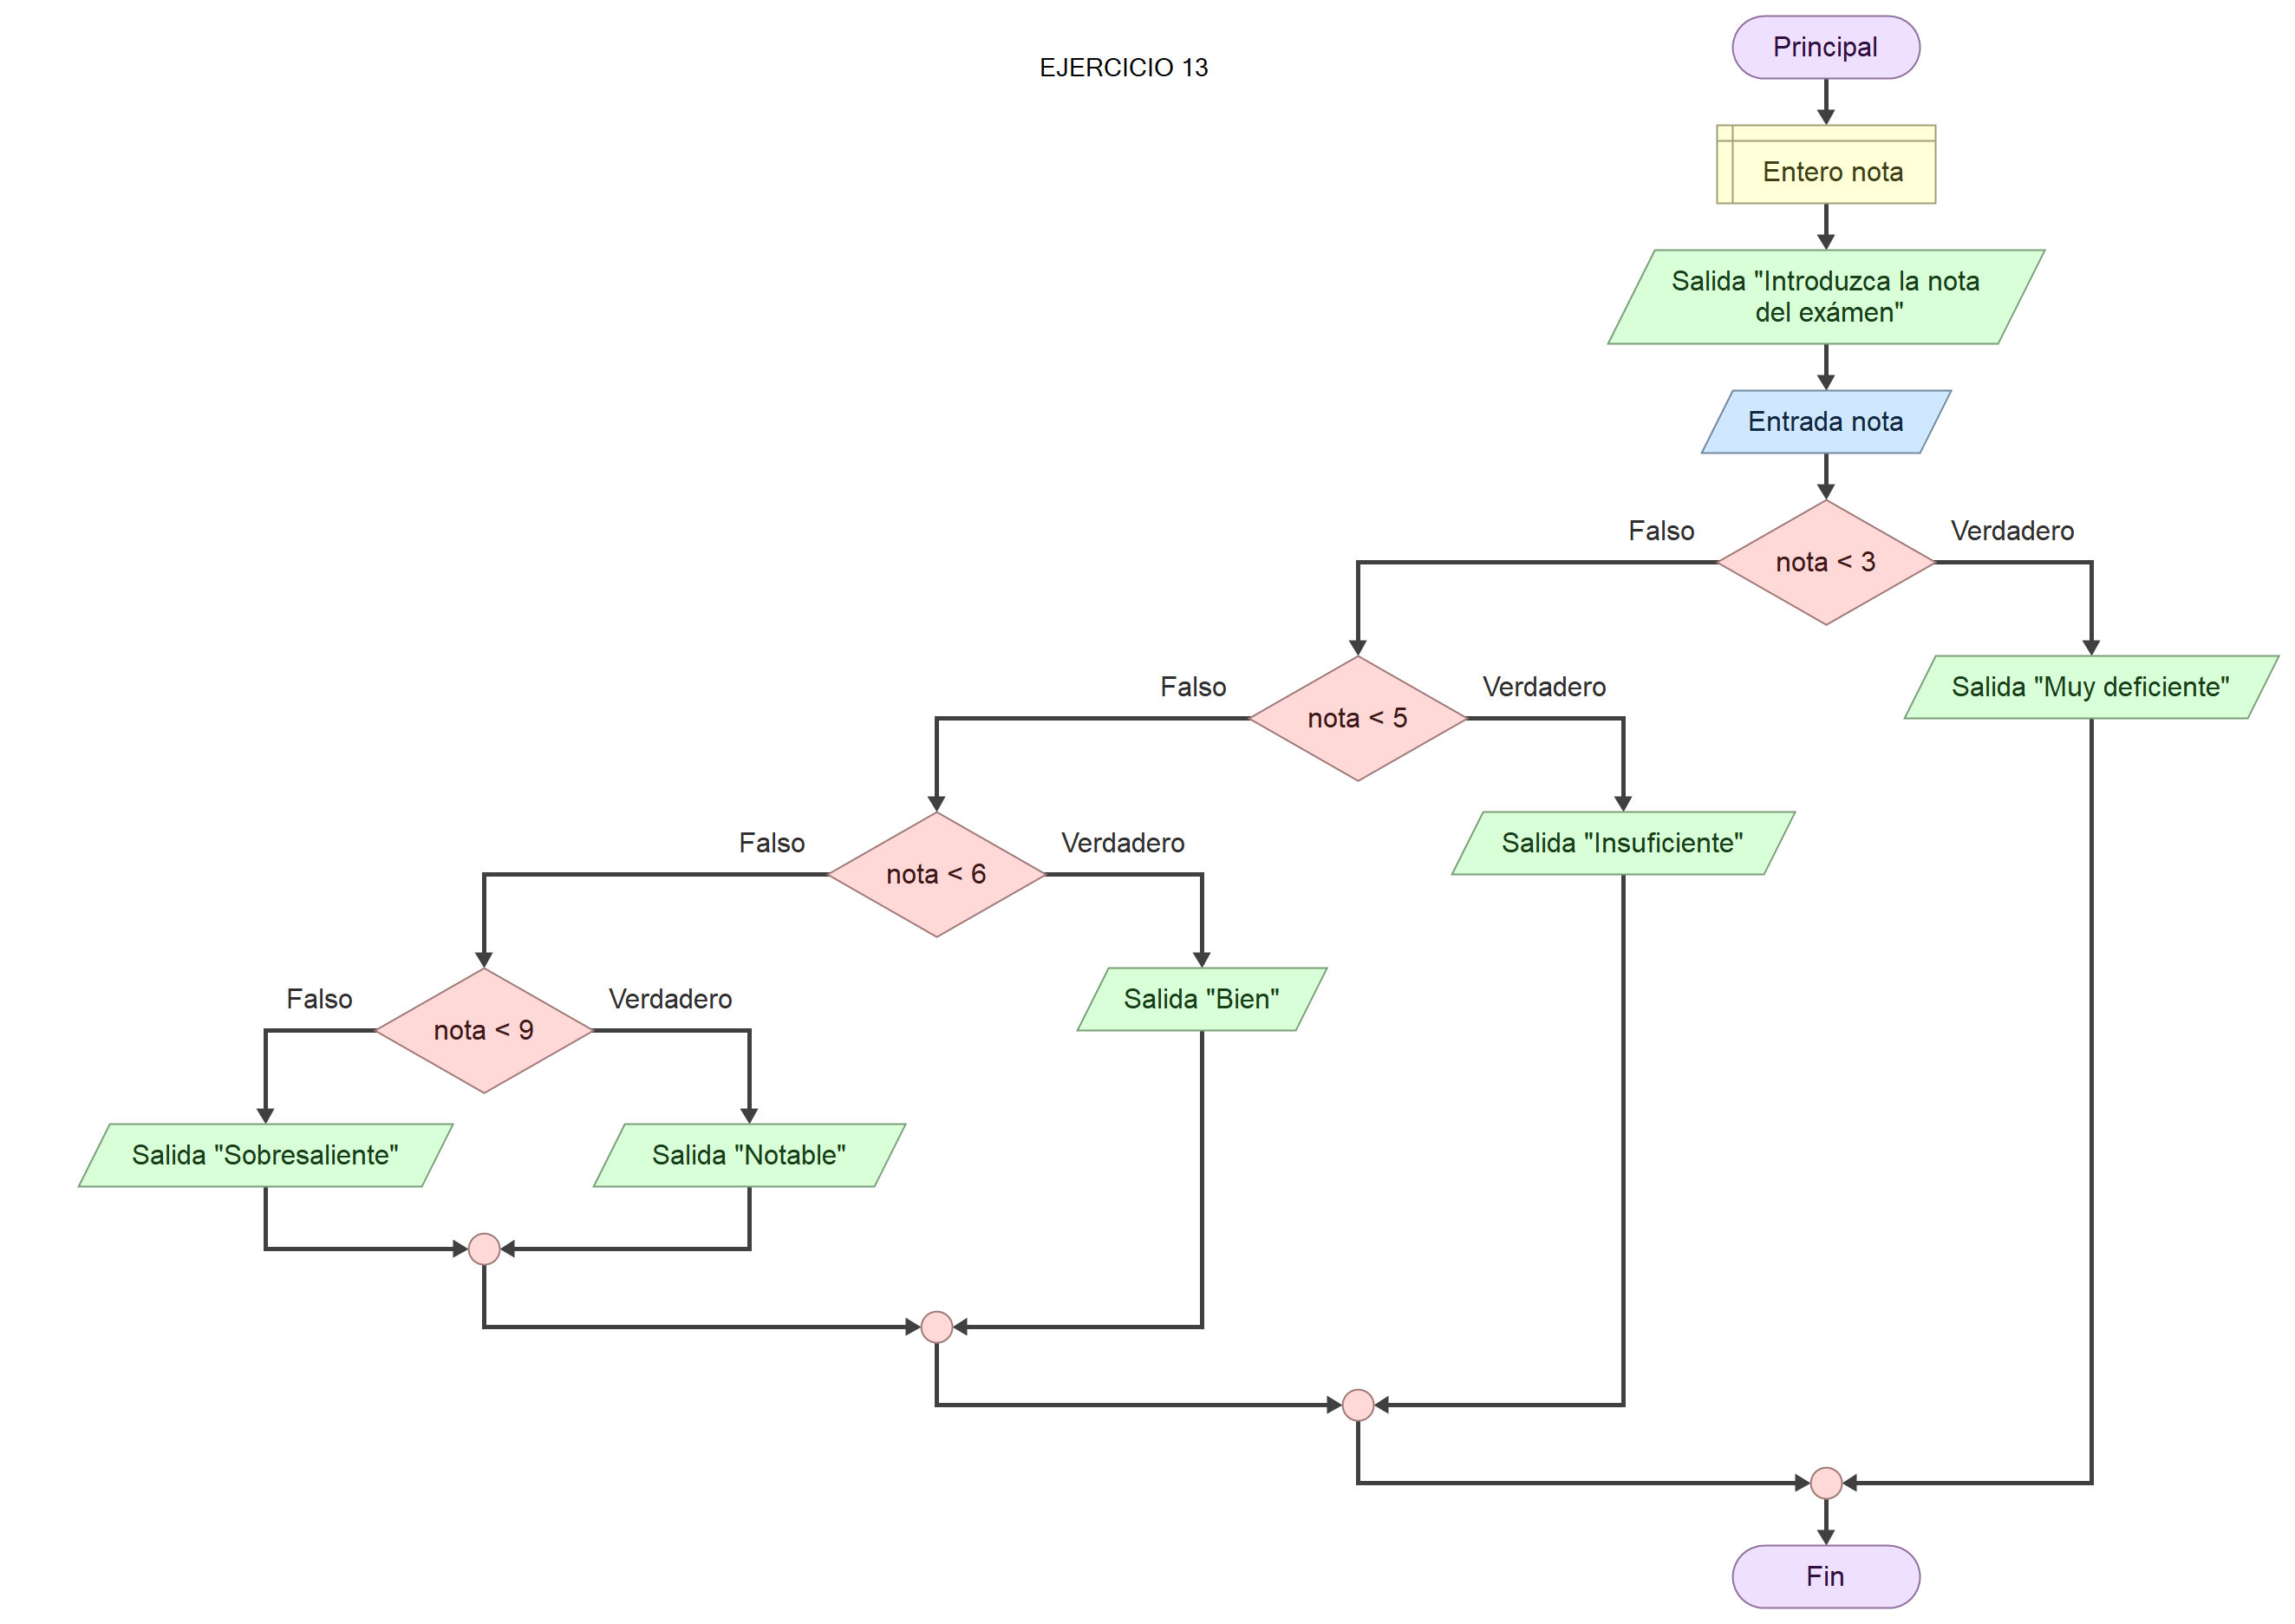 Principal
EJERCICIO 13
Entero nota
Salida "Introduzca la nota
del exámen"
Entrada nota
Falso
Verdadero
nota < 3
Falso
Verdadero
Salida "Muy deficiente"
nota < 5
Falso
Verdadero
Salida "Insuficiente"
nota < 6
Falso
Verdadero
Salida "Bien"
nota < 9
Salida "Sobresaliente"
Salida "Notable"
Fin